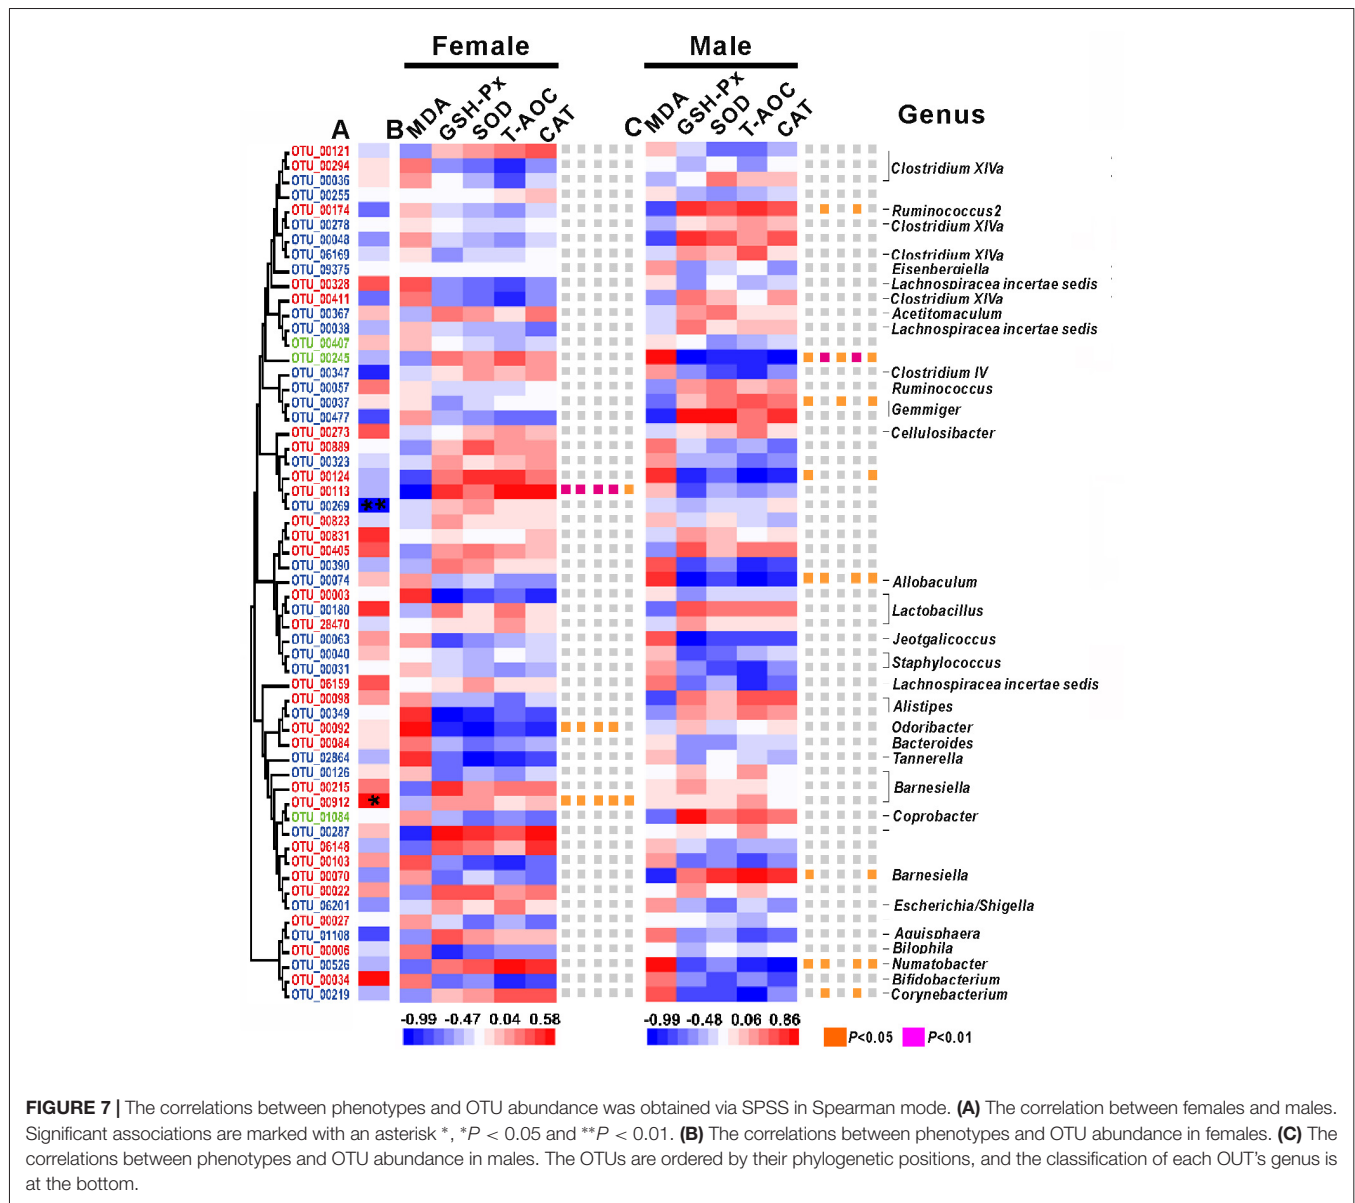 Female Male
MDA GSH-Px SOD T-AOC CAT MDA GSH-Px SOD T-AOC CAT
A B C Genus
OTU_00121
OTU_00294 Clostridium XIVa
OTU_00036
OTU_00255
OTU_00174 Ruminococcus2
OTU_00278 Clostridium XIVa
OTU_00048
OTU_06169 Clostridium XIVa
OTU_09375 Eisenbergiella
OTU_00328 Lachnospiracea incertae sedis
OTU_00411 Clostridium XIVa
OTU_00367 Acetitomaculum
OTU_00038 Lachnospiracea incertae sedis
OTU_00407
OTU_00245
OTU_00347 Clostridium IV
OTU_00057 Ruminococcus
OTU_00037 Gemmiger
OTU_00477
OTU_00273 Cellulosibacter
OTU_00889
OTU_00323
OTU_00124
OTU_00113
OTU_00269 **
OTU_00823
OTU_00831
OTU_00405
OTU_00390
OTU_00074 Allobaculum
OTU_00003
OTU_00180 Lactobacillus
OTU_28470
OTU_00063 Jeotgalicoccus
OTU_00040 Staphylococcus
OTU_00031
OTU_06159 Lachnospiracea incertae sedis
OTU_00098 Alistipes
OTU_00349
OTU_00092 Odoribacter
OTU_00084 Bacteroides
OTU_02864 Tannerella
OTU_00126
OTU_00215 Barnesiella
OTU_00912 *
OTU_01084 Coprobacter
OTU_00287
OTU_06148
OTU_00103
OTU_00070 Barnesiella
OTU_00022
OTU_06201 Escherichia/Shigella
OTU_00027
OTU_01108 Aquisphaera
OTU_00006 Bilophila
OTU_00526 Numatobacter
OTU_00034 Bifidobacterium
OTU_00219 Corynebacterium
-0.99 -0.47 0.04 0.58 -0.99 -0.48 0.06 0.86
P<0.05 P<0.01
FIGURE 7 | The correlations between phenotypes and OTU abundance was obtained via SPSS in Spearman mode. (A) The correlation between females and males.
Significant associations are marked with an asterisk *, *P < 0.05 and **P < 0.01. (B) The correlations between phenotypes and OTU abundance in females. (C) The
correlations between phenotypes and OTU abundance in males. The OTUs are ordered by their phylogenetic positions, and the classification of each OUT's genus is
at the bottom.